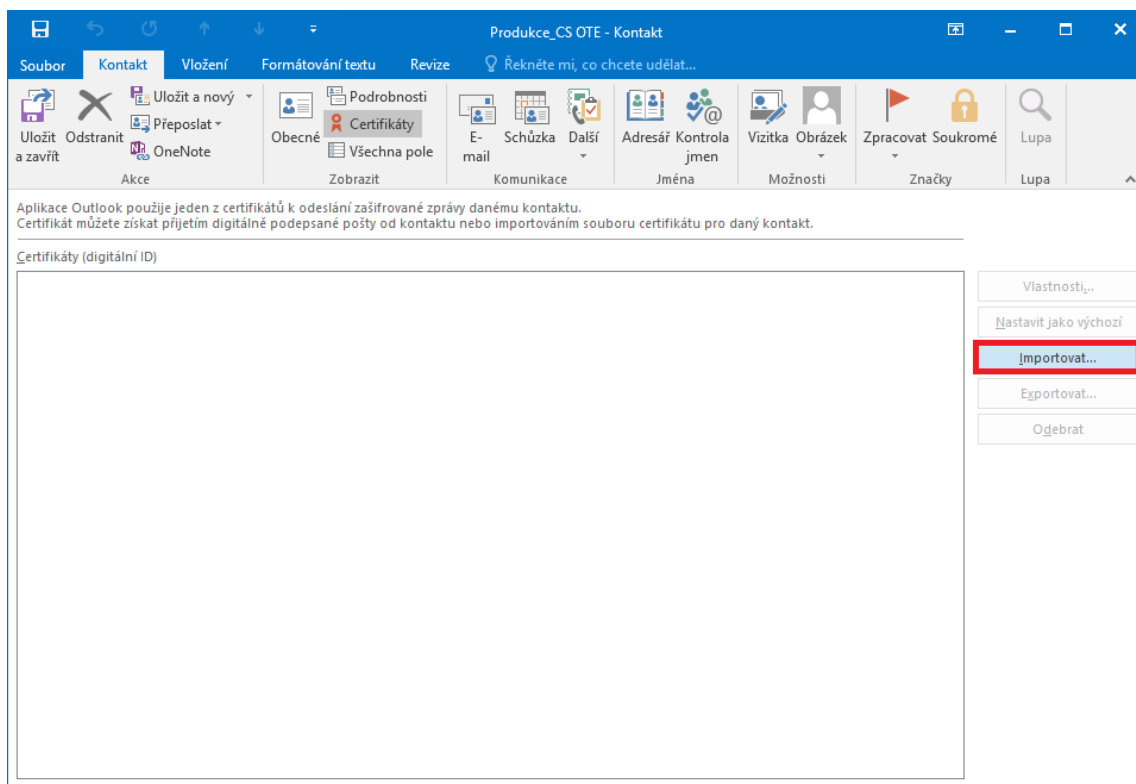 Produkce_CS OTE - Kontakt
Soubor Kontakt Vložení Formátování textu Revize Řekněte mi, co chcete udělat...
Uložit a zavřít
Odstranit
Uložit a nový
Přeposlat
OneNote
Akce
Obecné
Podrobnosti
Certifikáty
Všechna pole
Zobrazit
E-mail
Schůzka
Další
Komunikace
Adresář
Kontrola jmen
Jména
Vizitka
Obrázek
Možnosti
Zpracovat
Soukromé
Značky
Lupa
Lupa
Aplikace Outlook použije jeden z certifikátů k odeslání zašifrované zprávy danému kontaktu.
Certifikát můžete získat přijetím digitálně podepsané pošty od kontaktu nebo importováním souboru certifikátu pro daný kontakt.
Certifikáty (digitální ID)
Vlastnosti...
Nastavit jako výchozí
Importovat...
Exportovat...
Odebrat